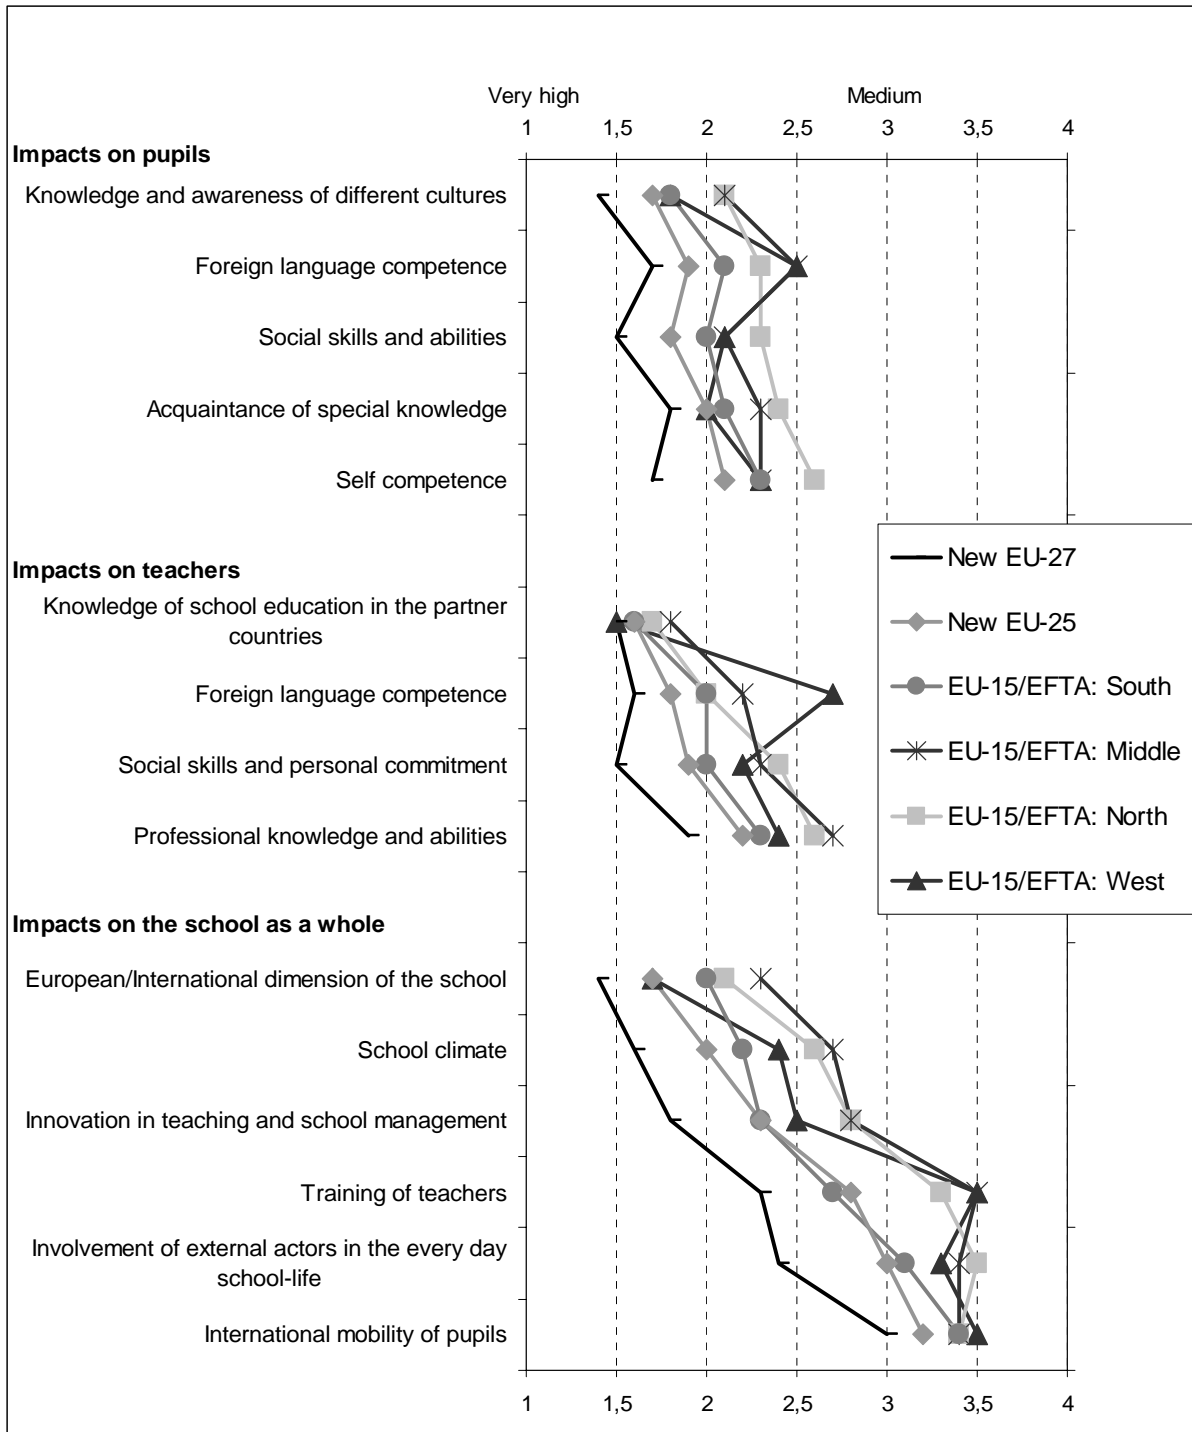 Very high Medium
1 1,5 2 2,5 3 3,5 4
Impacts on pupils
Knowledge and awareness of different cultures
Foreign language competence
Social skills and abilities
Acquaintance of special knowledge
Self competence
Impacts on teachers
Knowledge of school education in the partner
countries
Foreign language competence
Social skills and personal commitment
Professional knowledge and abilities
Impacts on the school as a whole
European/International dimension of the school
School climate
Innovation in teaching and school management
Training of teachers
Involvement of external actors in the every day
school-life
International mobility of pupils
1 1,5 2 2,5 3 3,5 4
New EU-27
New EU-25
EU-15/EFTA: South
EU-15/EFTA: Middle
EU-15/EFTA: North
EU-15/EFTA: West